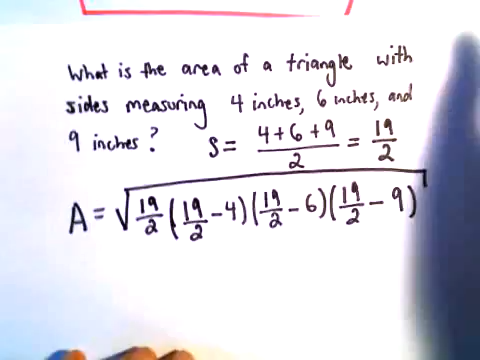 What is the area of a triangle with
sides measuring 4 inches, 6 inches, and
9 inches? S = (4+6+9)/2 = 19/2
A = √(19/2 (19/2 - 4)(19/2 - 6)(19/2 - 9))